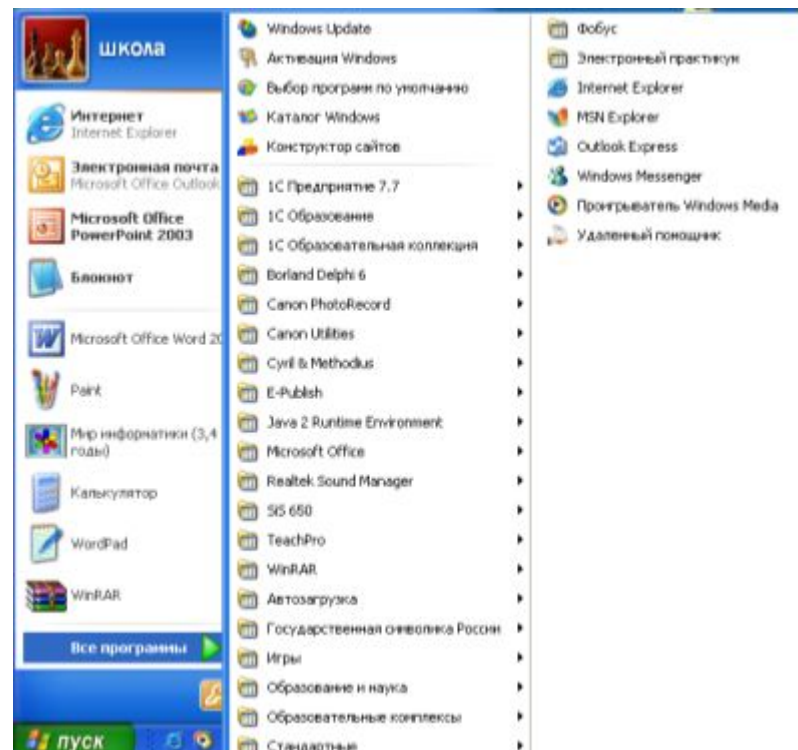 школа
Интернет
Internet Explorer
Электронная почта
Microsoft Office Outlook
Microsoft Office
PowerPoint 2003
Блокнот
Microsoft Office Word 20
Paint
Мир информатики (3,4
годы)
Калькулятор
WordPad
WinRAR
Все программы
пуск
Windows Update
Активация Windows
Выбор программ по умолчанию
Каталог Windows
Конструктор сайтов
1С Предприятие 7.7
1С Образование
1С Образовательная коллекция
Borland Delphi 6
Canon PhotoRecord
Canon Utilities
Cyril & Methodius
E-Publish
Java 2 Runtime Environment
Microsoft Office
Realtek Sound Manager
SiS 650
TeachPro
WinRAR
Автозагрузка
Государственная символика России
Игры
Образование и наука
Образовательные комплексы
Стандартные
Фобус
Электронный практикум
Internet Explorer
MSN Explorer
Outlook Express
Windows Messenger
Проигрыватель Windows Media
Удаленный помощник